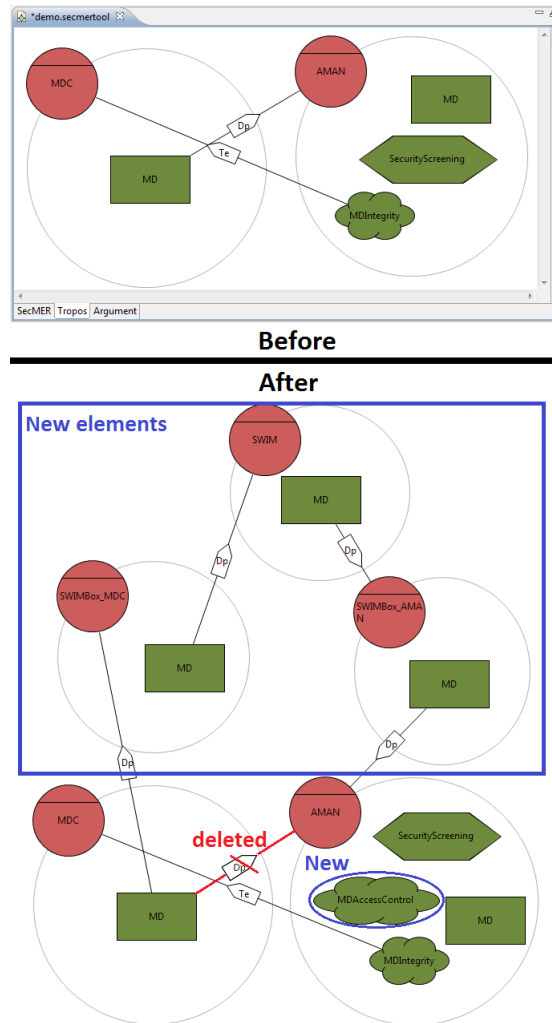 *demo.secmertool
MDC
AMAN
MD
Dp
SecurityScreening
Te
MD
MDIntegrity
SecMER Tropos Argument
Before
After
New elements
SWIM
MD
Dp
Dp
SWIMBox_MDC
SWIMBox_AMA
N
MD
MD
Dp
Dp
AMAN
MDC
deleted
SecurityScreening
Dp
New
Te
MDAccessControl
MD
MD
MDIntegrity